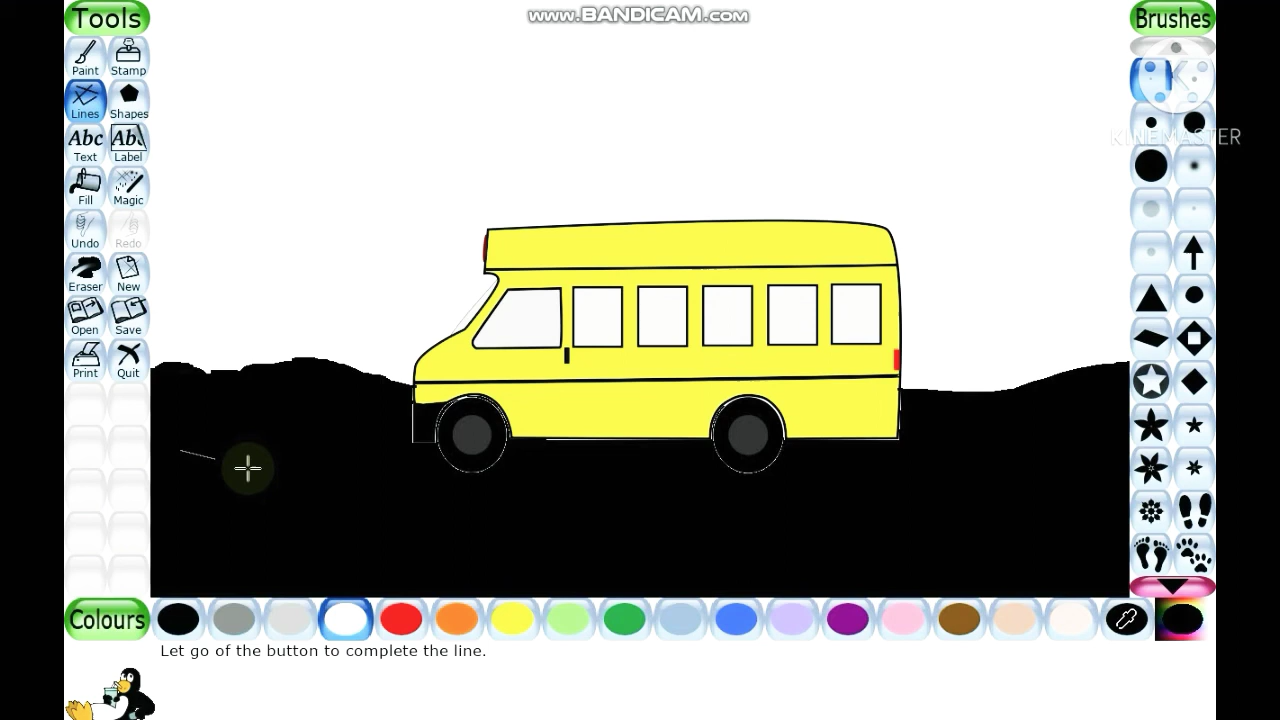 Tools
WWW.BANDICAM.COM
Brushes
Paint
Stamp
KINEMASTER
Lines
Shapes
Abc
Abc
Text
Label
Fill
Magic
Undo
Redo
Eraser
New
Open
Save
Print
Quit
Colours
Let go of the button to complete the line.